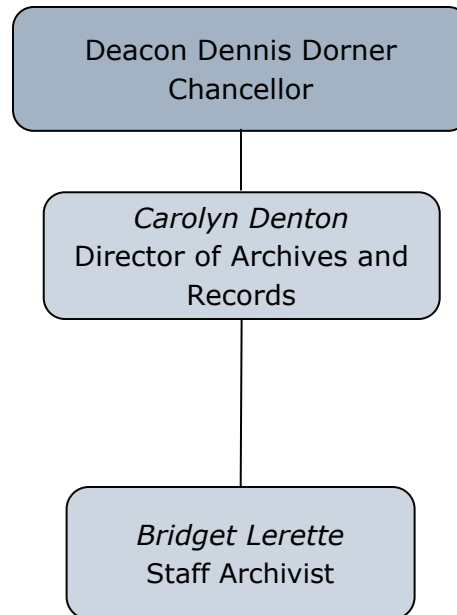 Deacon Dennis Dorner
Chancellor
Carolyn Denton
Director of Archives and
Records
Bridget Lerette
Staff Archivist